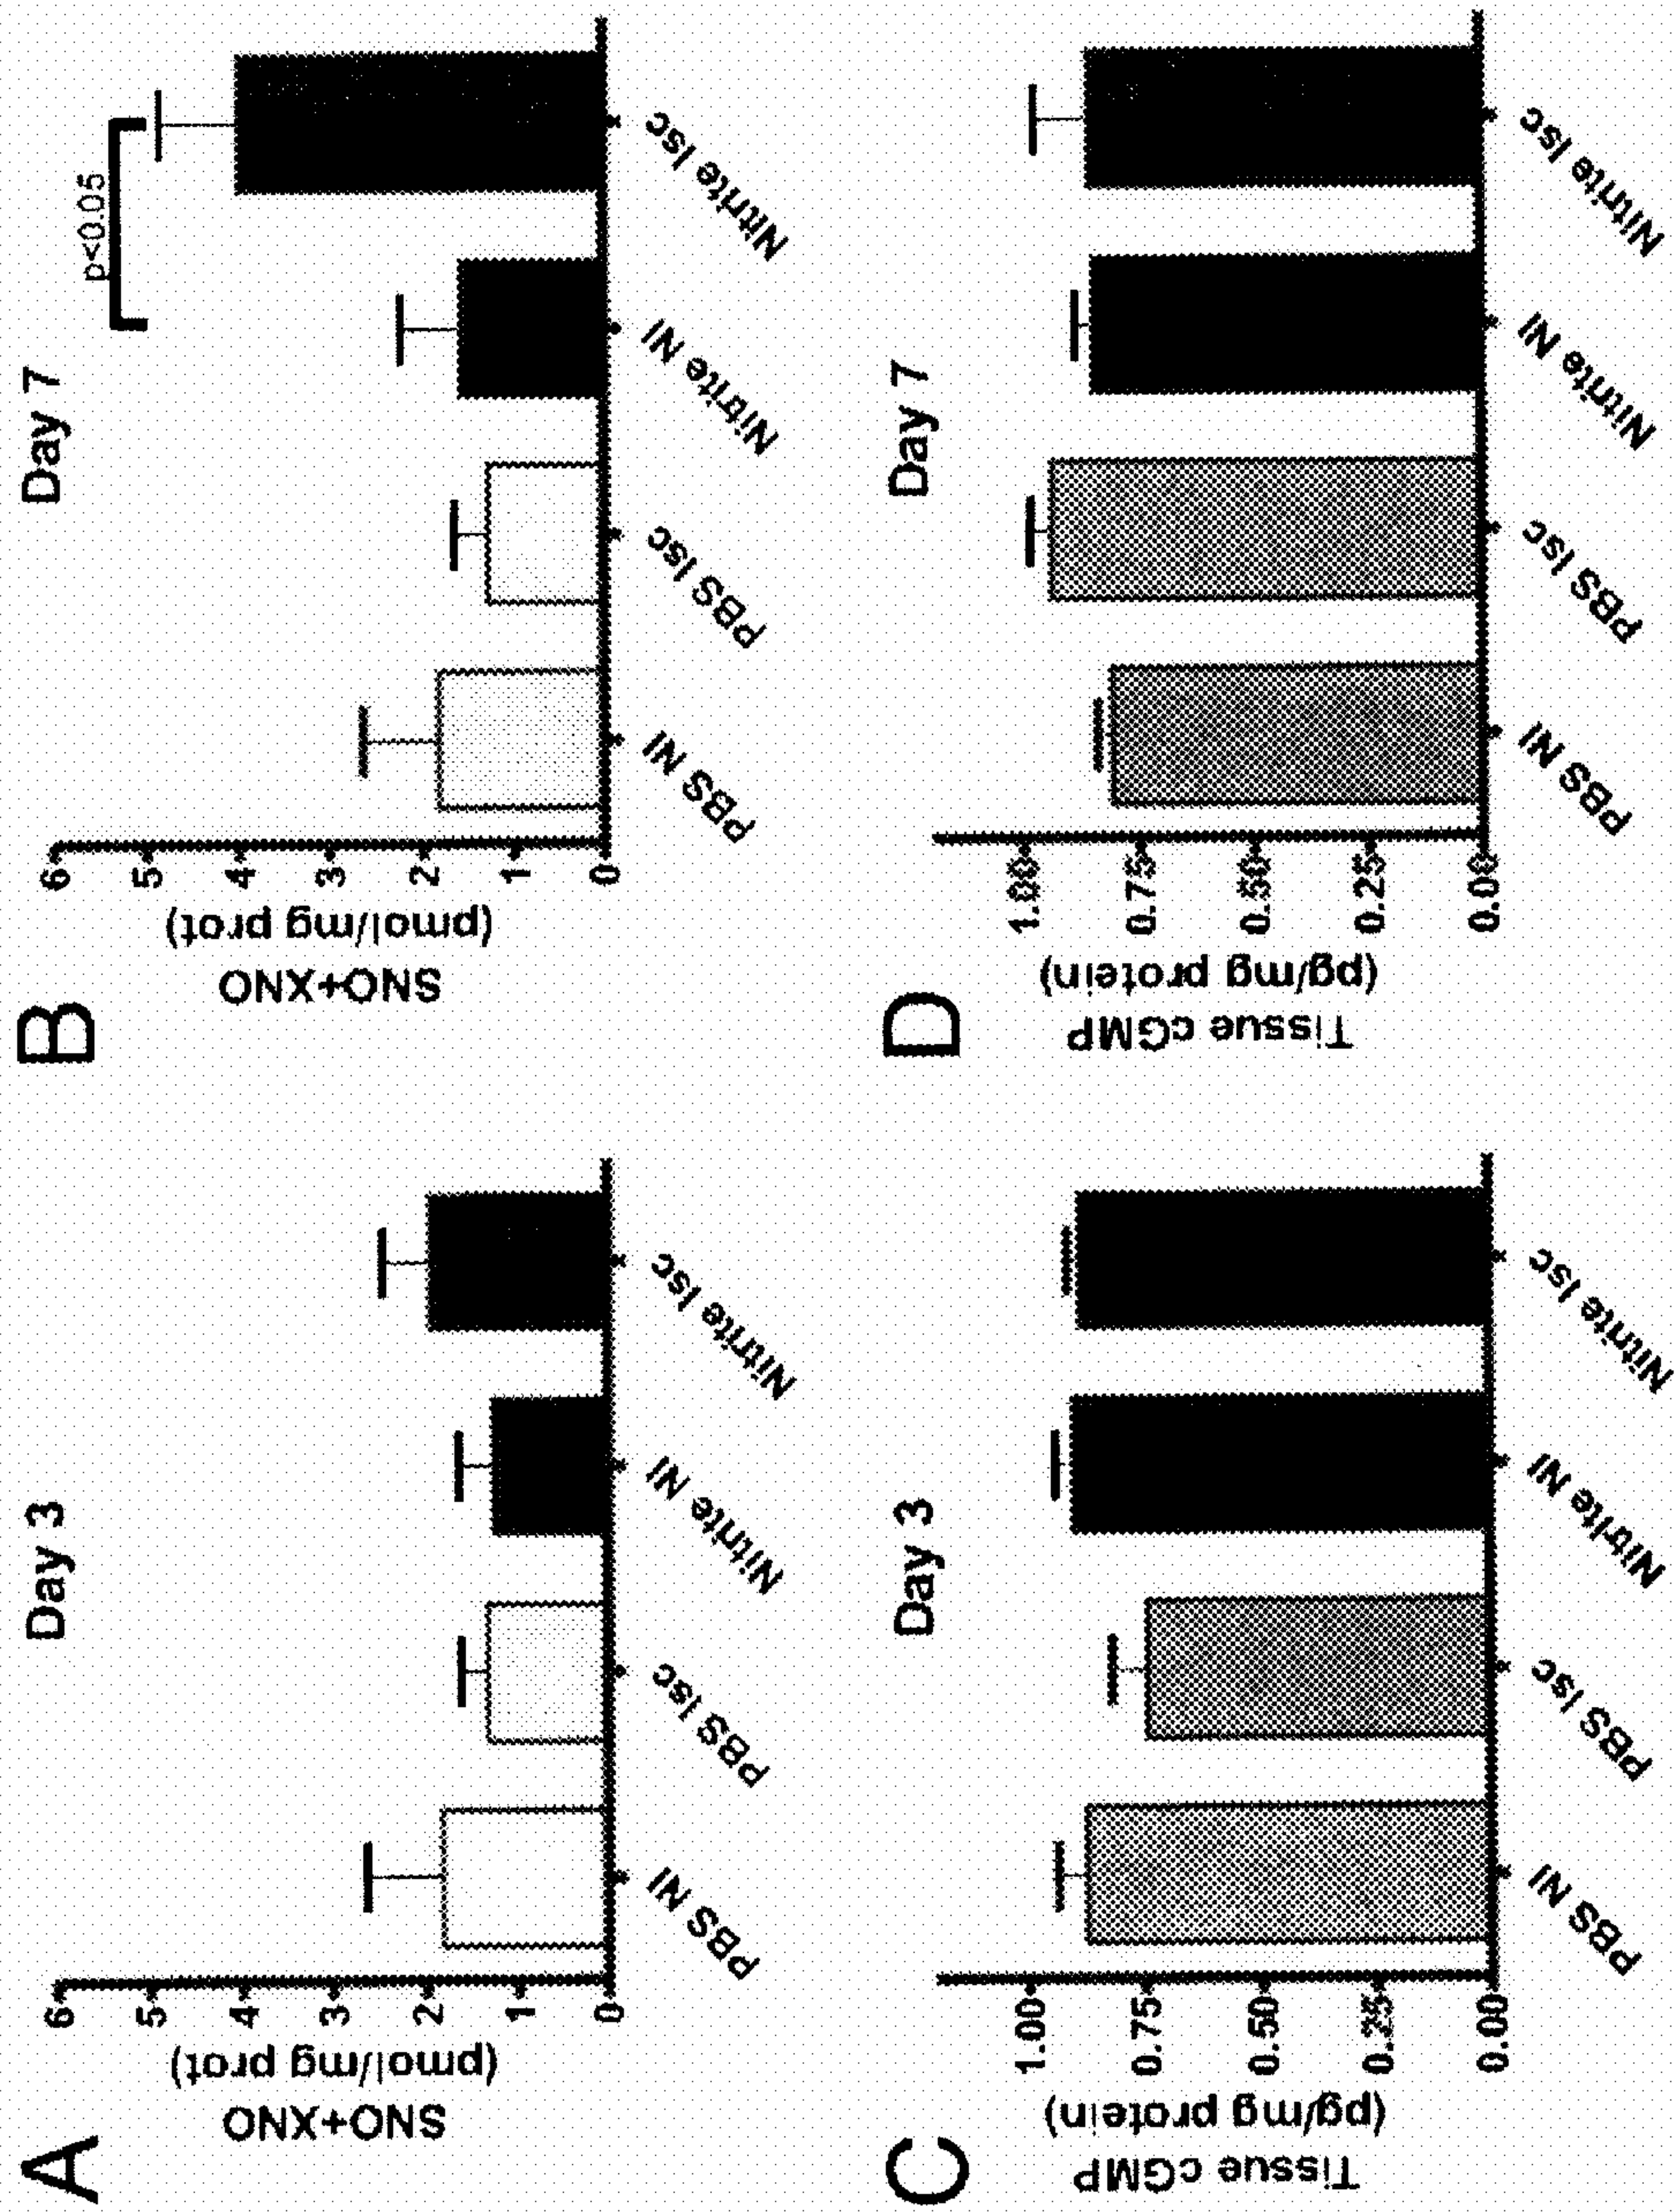 A
Day 3
SNO+XNO
(pmol/mg prot)
6
5
4
3
2
1
0
PBS NI
PBS Isc
Nitrite NI
Nitrite Isc
B
Day 7
p<0.05
SNO+XNO
(pmol/mg prot)
6
5
4
3
2
1
0
PBS NI
PBS Isc
Nitrite NI
Nitrite Isc
C
Day 3
Tissue cGMP
(pg/mg protein)
1.00
0.75
0.50
0.25
0.00
PBS NI
PBS Isc
Nitrite NI
Nitrite Isc
D
Day 7
Tissue cGMP
(pg/mg protein)
1.00
0.75
0.50
0.25
0.00
PBS NI
PBS Isc
Nitrite NI
Nitrite Isc